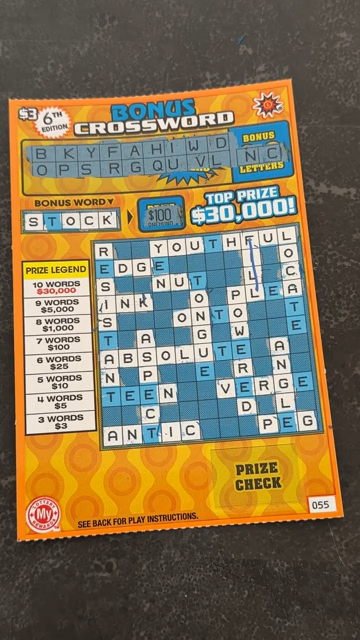 $3
6TH
EDITION
BONUS
CROSSWORD
B K Y F A H I W D
O P S R G Q U V L
BONUS
N C
LETTERS
BONUS WORD
S T O C K
$100
TOP PRIZE
$30,000!
PRIZE LEGEND
10 WORDS
$30,000
9 WORDS
$5,000
8 WORDS
$1,000
7 WORDS
$100
6 WORDS
$25
5 WORDS
$10
4 WORDS
$5
3 WORDS
$3
YOUTHFUL
EDGE
NUT
INK
PLEA
ONTO
ABSOLUTE
TEEN
VERGE
ANTIC
PEG
PRIZE
CHECK
055
My
SEE BACK FOR PLAY INSTRUCTIONS.